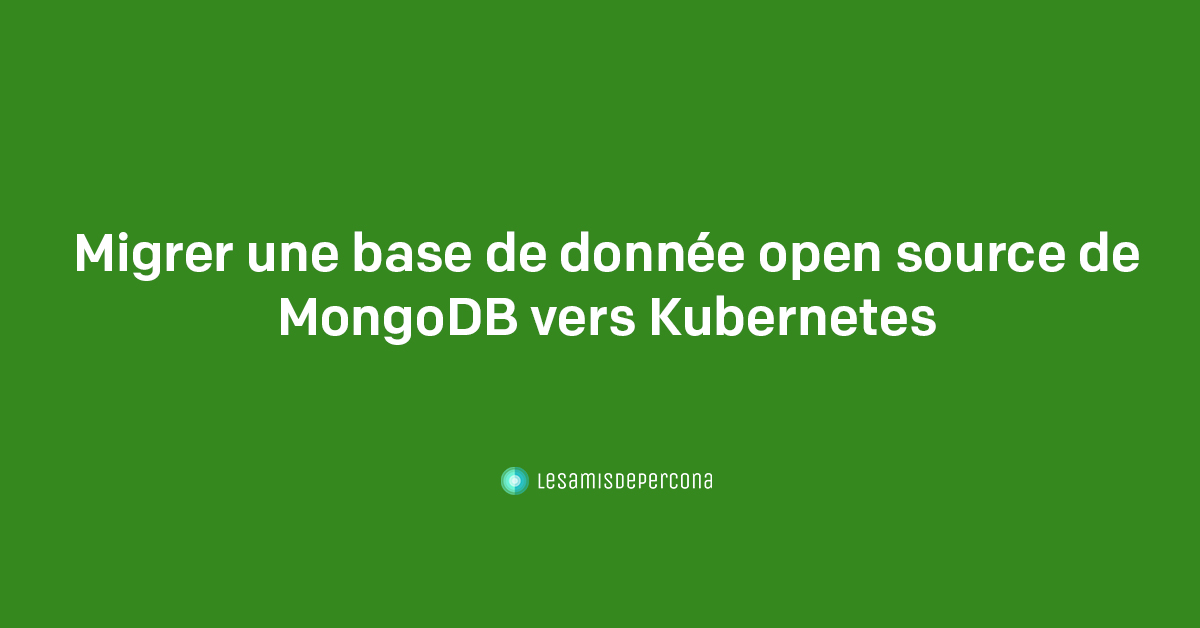 Migrer une base de donnée open source de
MongoDB vers Kubernetes
Lesamisdepercona